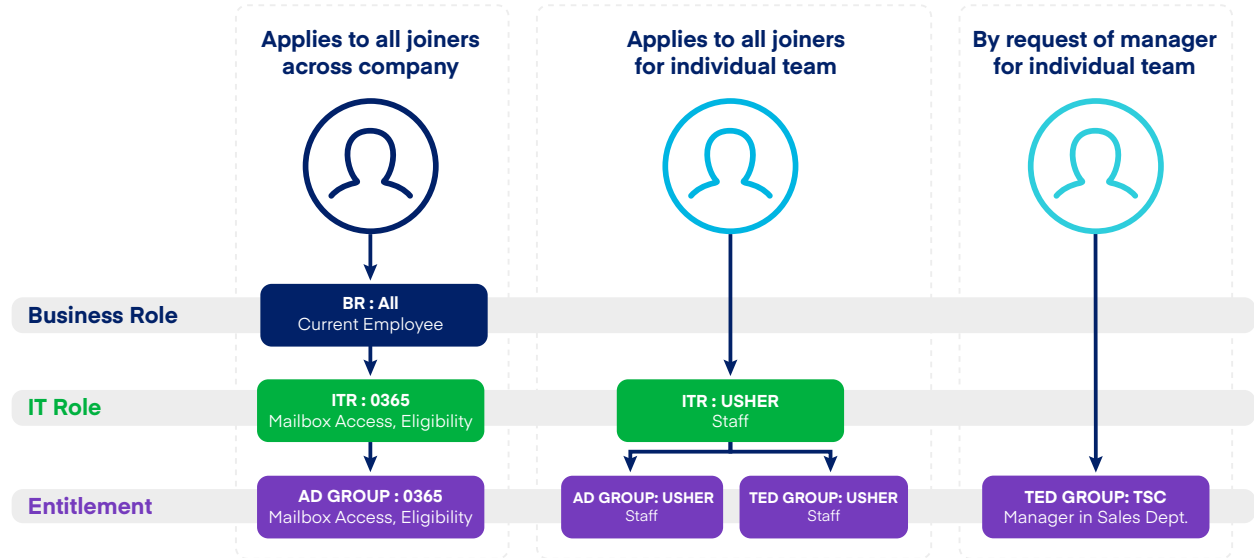 Applies to all joiners
across company
Applies to all joiners
for individual team
By request of manager
for individual team
Business Role
BR : All
Current Employee
IT Role
ITR : 0365
Mailbox Access, Eligibility
ITR : USHER
Staff
Entitlement
AD GROUP : 0365
Mailbox Access, Eligibility
AD GROUP: USHER
Staff
TED GROUP: USHER
Staff
TED GROUP: TSC
Manager in Sales Dept.